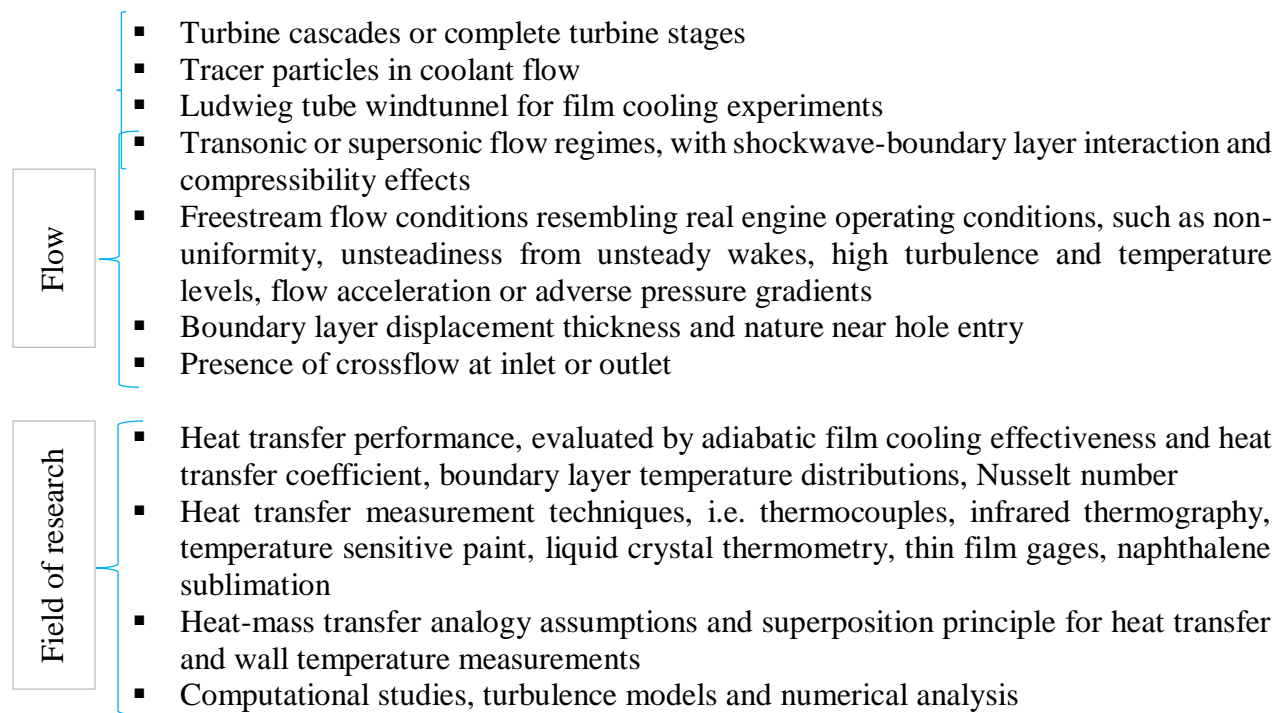 ▪ Turbine cascades or complete turbine stages
▪ Tracer particles in coolant flow
▪ Ludwieg tube windtunnel for film cooling experiments
▪ Transonic or supersonic flow regimes, with shockwave-boundary layer interaction and
compressibility effects
Flow
▪ Freestream flow conditions resembling real engine operating conditions, such as non-
uniformity, unsteadiness from unsteady wakes, high turbulence and temperature
levels, flow acceleration or adverse pressure gradients
▪ Boundary layer displacement thickness and nature near hole entry
▪ Presence of crossflow at inlet or outlet
Field of research
▪ Heat transfer performance, evaluated by adiabatic film cooling effectiveness and heat
transfer coefficient, boundary layer temperature distributions, Nusselt number
▪ Heat transfer measurement techniques, i.e. thermocouples, infrared thermography,
temperature sensitive paint, liquid crystal thermometry, thin film gages, naphthalene
sublimation
▪ Heat-mass transfer analogy assumptions and superposition principle for heat transfer
and wall temperature measurements
▪ Computational studies, turbulence models and numerical analysis